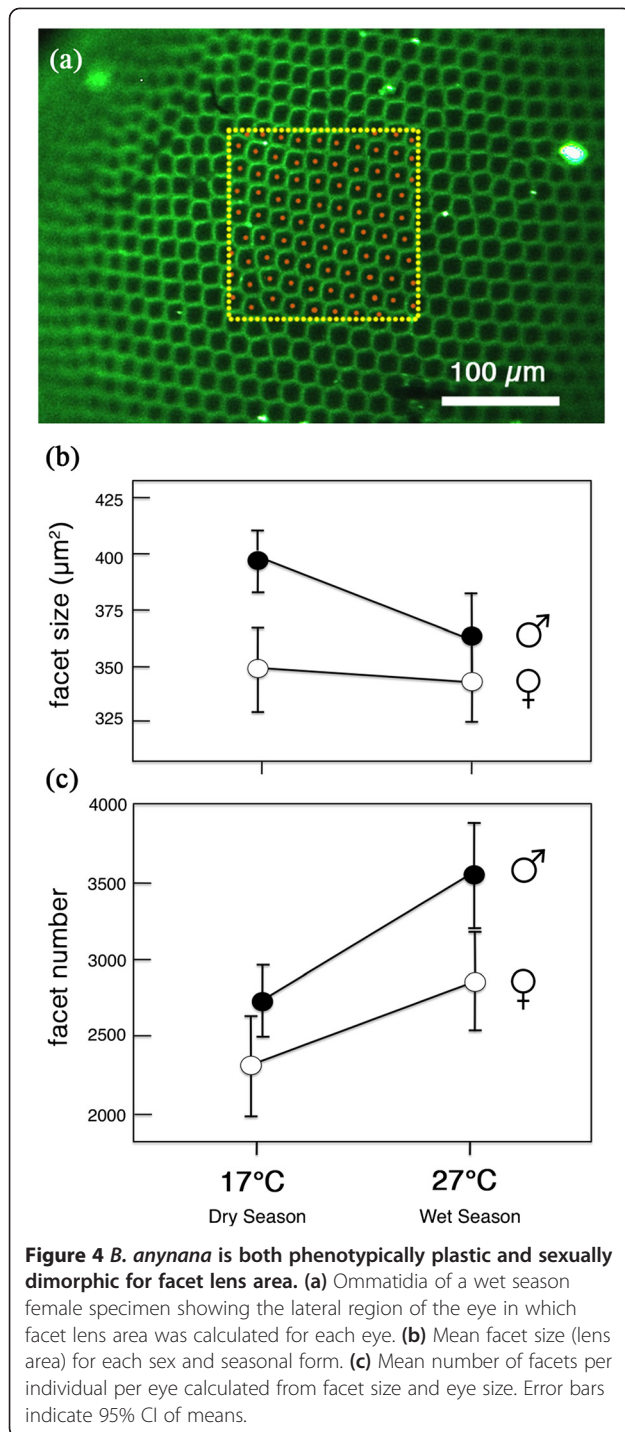 (a)
100 µm
(b)
425
400
375
350
325
facet size (µm²)
♂
♀
(c)
4000
3500
3000
2500
2000
facet number
♂
♀
17°C
27°C
Dry Season
Wet Season
Figure 4 B. anynana is both phenotypically plastic and sexually
dimorphic for facet lens area. (a) Ommatidia of a wet season
female specimen showing the lateral region of the eye in which
facet lens area was calculated for each eye. (b) Mean facet size (lens
area) for each sex and seasonal form. (c) Mean number of facets per
individual per eye calculated from facet size and eye size. Error bars
indicate 95% CI of means.